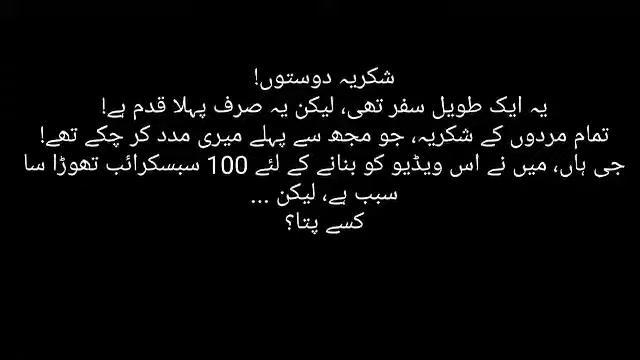 شکریہ دوستوں!
یہ ایک طویل سفر تھی، لیکن یہ صرف پہلا قدم ہے!
تمام مردوں کے شکریہ، جو مجھ سے پہلے میری مدد کر چکے تھے!
جی ہاں، میں نے اس ویڈیو کو بنانے کے لئے 100 سبسکرائب تھوڑا سا
سبب ہے، لیکن ...
کسے پتا؟